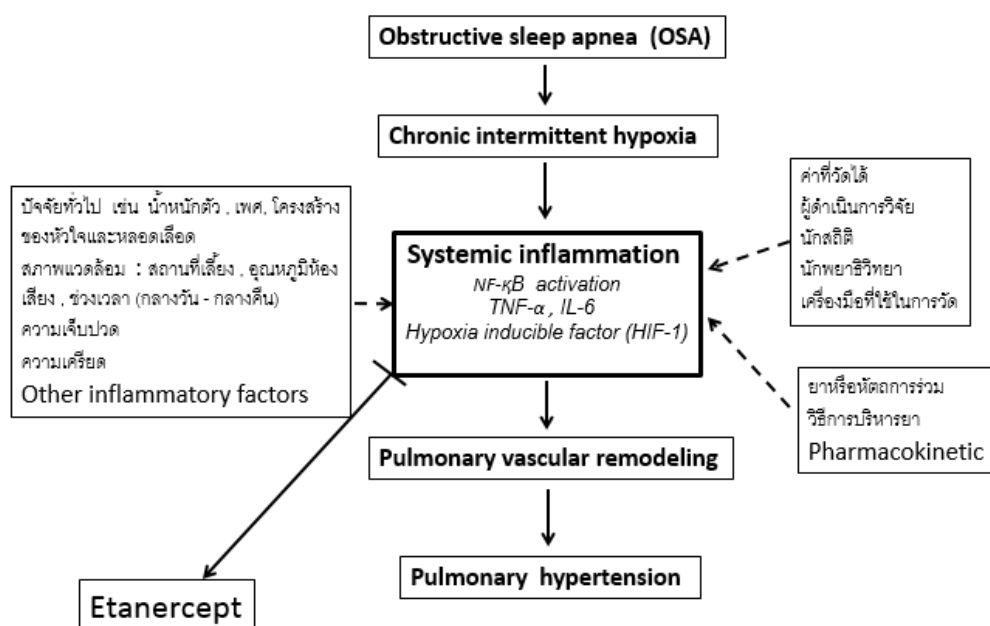 Obstructive sleep apnea (OSA)
Chronic intermittent hypoxia
ปัจจัยทั่วไป เช่น น้ำหนักตัว , เพศ, โครงสร้าง
ของหัวใจและหลอดเลือด
สภาพแวดล้อม : สถานที่เลี้ยง , อุณหภูมิห้อง
เสียง , ช่วงเวลา (กลางวัน - กลางคืน)
ความเจ็บปวด
ความเครียด
Other inflammatory factors
Systemic inflammation
NF-κB activation
TNF-α , IL-6
Hypoxia inducible factor (HIF-1)
ค่าที่วัดได้
ผู้ดำเนินการวิจัย
นักสถิติ
นักพยาธิวิทยา
เครื่องมือที่ใช้ในการวัด
ยาหรือหัตถการร่วม
วิธีการบริหารยา
Pharmacokinetic
Pulmonary vascular remodeling
Pulmonary hypertension
Etanercept